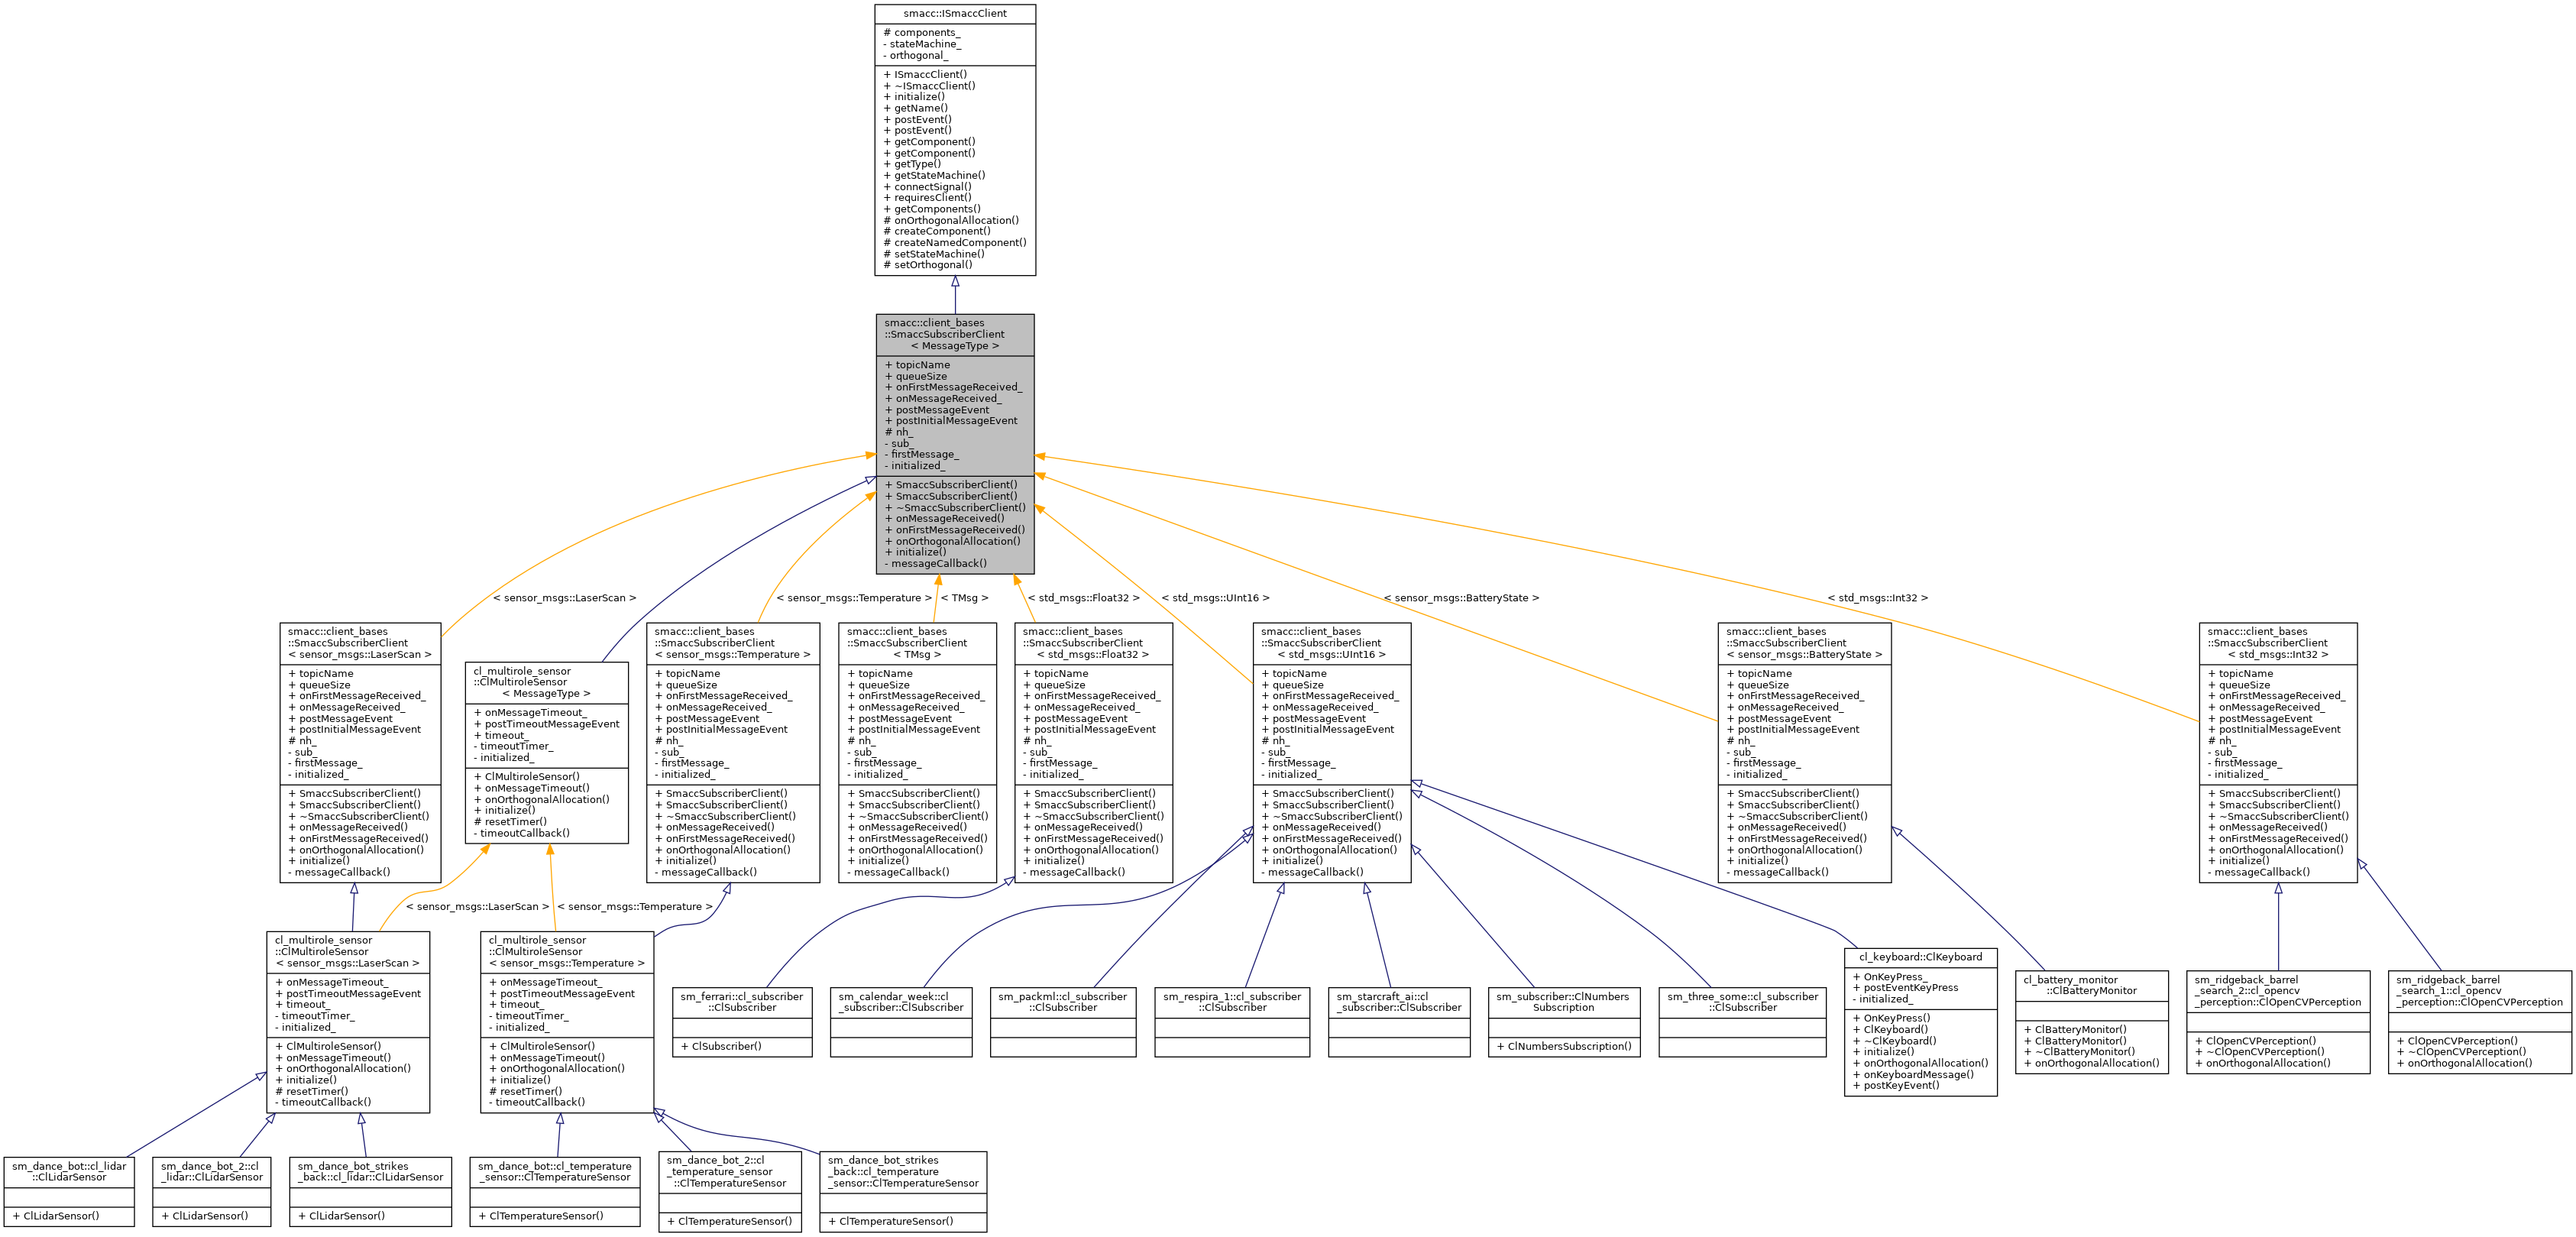 smacc::ISmaccClient
# components_
- stateMachine_
- orthogonal_
+ ISmaccClient()
+ ~ISmaccClient()
+ initialize()
+ getName()
+ postEvent()
+ postEvent()
+ getComponent()
+ getComponent()
+ getType()
+ getStateMachine()
+ connectSignal()
+ requiresClient()
+ getComponents()
# onOrthogonalAllocation()
# createComponent()
# createNamedComponent()
# setStateMachine()
# setOrthogonal()
smacc::client_bases
::SmaccSubscriberClient
< MessageType >
+ topicName
+ queueSize
+ onFirstMessageReceived_
+ onMessageReceived_
+ postMessageEvent
+ postInitialMessageEvent
# nh_
- sub_
- firstMessage_
- initialized_
+ SmaccSubscriberClient()
+ SmaccSubscriberClient()
+ ~SmaccSubscriberClient()
+ onMessageReceived()
+ onFirstMessageReceived()
+ onOrthogonalAllocation()
+ initialize()
- messageCallback()
< sensor_msgs::LaserScan >
< sensor_msgs::Temperature >
< TMsg >
< std_msgs::Float32 >
< std_msgs::UInt16 >
< sensor_msgs::BatteryState >
< std_msgs::Int32 >
smacc::client_bases
::SmaccSubscriberClient
< sensor_msgs::LaserScan >
+ topicName
+ queueSize
+ onFirstMessageReceived_
+ onMessageReceived_
+ postMessageEvent
+ postInitialMessageEvent
# nh_
- sub_
- firstMessage_
- initialized_
+ SmaccSubscriberClient()
+ SmaccSubscriberClient()
+ ~SmaccSubscriberClient()
+ onMessageReceived()
+ onFirstMessageReceived()
+ onOrthogonalAllocation()
+ initialize()
- messageCallback()
cl_multirole_sensor
::ClMultiroleSensor
< MessageType >
+ onMessageTimeout_
+ postTimeoutMessageEvent
+ timeout_
- timeoutTimer_
- initialized_
+ ClMultiroleSensor()
+ onMessageTimeout()
+ onOrthogonalAllocation()
+ initialize()
# resetTimer()
- timeoutCallback()
smacc::client_bases
::SmaccSubscriberClient
< sensor_msgs::Temperature >
+ topicName
+ queueSize
+ onFirstMessageReceived_
+ onMessageReceived_
+ postMessageEvent
+ postInitialMessageEvent
# nh_
- sub_
- firstMessage_
- initialized_
+ SmaccSubscriberClient()
+ SmaccSubscriberClient()
+ ~SmaccSubscriberClient()
+ onMessageReceived()
+ onFirstMessageReceived()
+ onOrthogonalAllocation()
+ initialize()
- messageCallback()
smacc::client_bases
::SmaccSubscriberClient
< TMsg >
+ topicName
+ queueSize
+ onFirstMessageReceived_
+ onMessageReceived_
+ postMessageEvent
+ postInitialMessageEvent
# nh_
- sub_
- firstMessage_
- initialized_
+ SmaccSubscriberClient()
+ SmaccSubscriberClient()
+ ~SmaccSubscriberClient()
+ onMessageReceived()
+ onFirstMessageReceived()
+ onOrthogonalAllocation()
+ initialize()
- messageCallback()
smacc::client_bases
::SmaccSubscriberClient
< std_msgs::Float32 >
+ topicName
+ queueSize
+ onFirstMessageReceived_
+ onMessageReceived_
+ postMessageEvent
+ postInitialMessageEvent
# nh_
- sub_
- firstMessage_
- initialized_
+ SmaccSubscriberClient()
+ SmaccSubscriberClient()
+ ~SmaccSubscriberClient()
+ onMessageReceived()
+ onFirstMessageReceived()
+ onOrthogonalAllocation()
+ initialize()
- messageCallback()
smacc::client_bases
::SmaccSubscriberClient
< std_msgs::UInt16 >
+ topicName
+ queueSize
+ onFirstMessageReceived_
+ onMessageReceived_
+ postMessageEvent
+ postInitialMessageEvent
# nh_
- sub_
- firstMessage_
- initialized_
+ SmaccSubscriberClient()
+ SmaccSubscriberClient()
+ ~SmaccSubscriberClient()
+ onMessageReceived()
+ onFirstMessageReceived()
+ onOrthogonalAllocation()
+ initialize()
- messageCallback()
smacc::client_bases
::SmaccSubscriberClient
< sensor_msgs::BatteryState >
+ topicName
+ queueSize
+ onFirstMessageReceived_
+ onMessageReceived_
+ postMessageEvent
+ postInitialMessageEvent
# nh_
- sub_
- firstMessage_
- initialized_
+ SmaccSubscriberClient()
+ SmaccSubscriberClient()
+ ~SmaccSubscriberClient()
+ onMessageReceived()
+ onFirstMessageReceived()
+ onOrthogonalAllocation()
+ initialize()
- messageCallback()
smacc::client_bases
::SmaccSubscriberClient
< std_msgs::Int32 >
+ topicName
+ queueSize
+ onFirstMessageReceived_
+ onMessageReceived_
+ postMessageEvent
+ postInitialMessageEvent
# nh_
- sub_
- firstMessage_
- initialized_
+ SmaccSubscriberClient()
+ SmaccSubscriberClient()
+ ~SmaccSubscriberClient()
+ onMessageReceived()
+ onFirstMessageReceived()
+ onOrthogonalAllocation()
+ initialize()
- messageCallback()
< sensor_msgs::LaserScan >
< sensor_msgs::Temperature >
cl_multirole_sensor
::ClMultiroleSensor
< sensor_msgs::LaserScan >
+ onMessageTimeout_
+ postTimeoutMessageEvent
+ timeout_
- timeoutTimer_
- initialized_
+ ClMultiroleSensor()
+ onMessageTimeout()
+ onOrthogonalAllocation()
+ initialize()
# resetTimer()
- timeoutCallback()
cl_multirole_sensor
::ClMultiroleSensor
< sensor_msgs::Temperature >
+ onMessageTimeout_
+ postTimeoutMessageEvent
+ timeout_
- timeoutTimer_
- initialized_
+ ClMultiroleSensor()
+ onMessageTimeout()
+ onOrthogonalAllocation()
+ initialize()
# resetTimer()
- timeoutCallback()
sm_ferrari::cl_subscriber
::ClSubscriber
+ ClSubscriber()
sm_calendar_week::cl
_subscriber::ClSubscriber
sm_packml::cl_subscriber
::ClSubscriber
sm_respira_1::cl_subscriber
::ClSubscriber
sm_starcraft_ai::cl
_subscriber::ClSubscriber
sm_subscriber::ClNumbers
Subscription
+ ClNumbersSubscription()
sm_three_some::cl_subscriber
::ClSubscriber
cl_keyboard::ClKeyboard
+ OnKeyPress_
+ postEventKeyPress
- initialized_
+ OnKeyPress()
+ ClKeyboard()
+ ~ClKeyboard()
+ initialize()
+ onOrthogonalAllocation()
+ onKeyboardMessage()
+ postKeyEvent()
cl_battery_monitor
::ClBatteryMonitor
+ ClBatteryMonitor()
+ ClBatteryMonitor()
+ ~ClBatteryMonitor()
+ onOrthogonalAllocation()
sm_ridgeback_barrel
_search_2::cl_opencv
_perception::ClOpenCVPerception
+ ClOpenCVPerception()
+ ~ClOpenCVPerception()
+ onOrthogonalAllocation()
sm_ridgeback_barrel
_search_1::cl_opencv
_perception::ClOpenCVPerception
+ ClOpenCVPerception()
+ ~ClOpenCVPerception()
+ onOrthogonalAllocation()
sm_dance_bot::cl_lidar
::ClLidarSensor
+ ClLidarSensor()
sm_dance_bot_2::cl
_lidar::ClLidarSensor
+ ClLidarSensor()
sm_dance_bot_strikes
_back::cl_lidar::ClLidarSensor
+ ClLidarSensor()
sm_dance_bot::cl_temperature
_sensor::ClTemperatureSensor
+ ClTemperatureSensor()
sm_dance_bot_2::cl
_temperature_sensor
::ClTemperatureSensor
+ ClTemperatureSensor()
sm_dance_bot_strikes
_back::cl_temperature
_sensor::ClTemperatureSensor
+ ClTemperatureSensor()